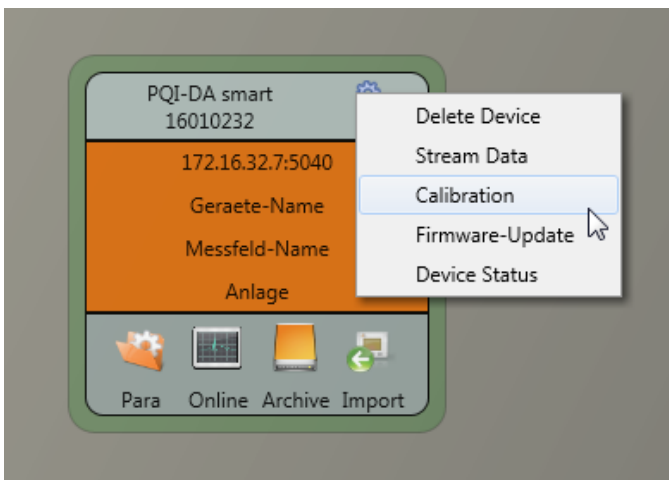 PQI-DA smart
16010232
172.16.32.7:5040
Geraete-Name
Messfeld-Name
Anlage
Para Online Archive Import
Delete Device
Stream Data
Calibration
Firmware-Update
Device Status